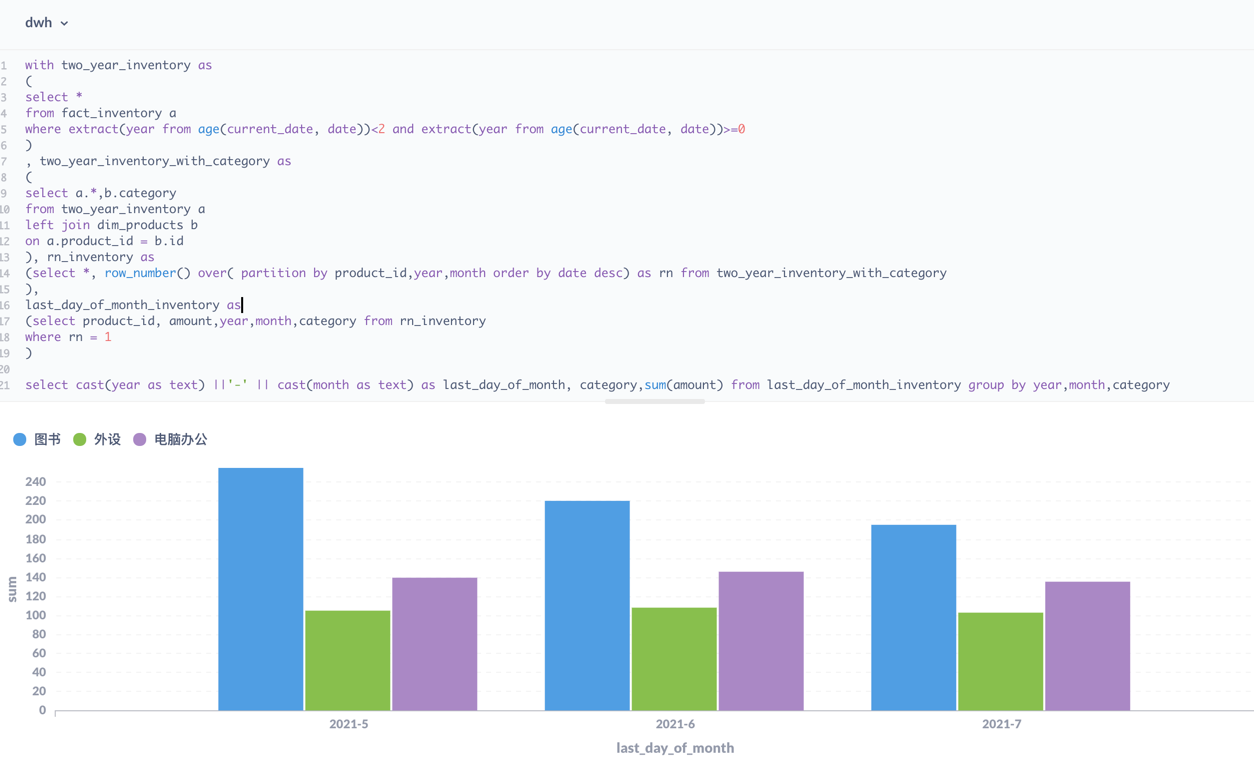 dwh
1 with two_year_inventory as
2 (
3 select *
4 from fact_inventory a
5 where extract(year from age(current_date, date))<2 and extract(year from age(current_date, date))>=0
6 )
7 , two_year_inventory_with_category as
8 (
9 select a.*,b.category
10 from two_year_inventory a
11 left join dim_products b
12 on a.product_id = b.id
13 ), rn_inventory as
14 (select *, row_number() over( partition by product_id,year,month order by date desc) as rn from two_year_inventory_with_category
15 ),
16 last_day_of_month_inventory as
17 (select product_id, amount,year,month,category from rn_inventory
18 where rn = 1
19 )
20
21 select cast(year as text) ||'-' || cast(month as text) as last_day_of_month, category,sum(amount) from last_day_of_month_inventory group by year,month,category
图书 外设 电脑办公
240
220
200
180
160
140
120
100
80
60
40
20
0
sum
2021-5 2021-6 2021-7
last_day_of_month